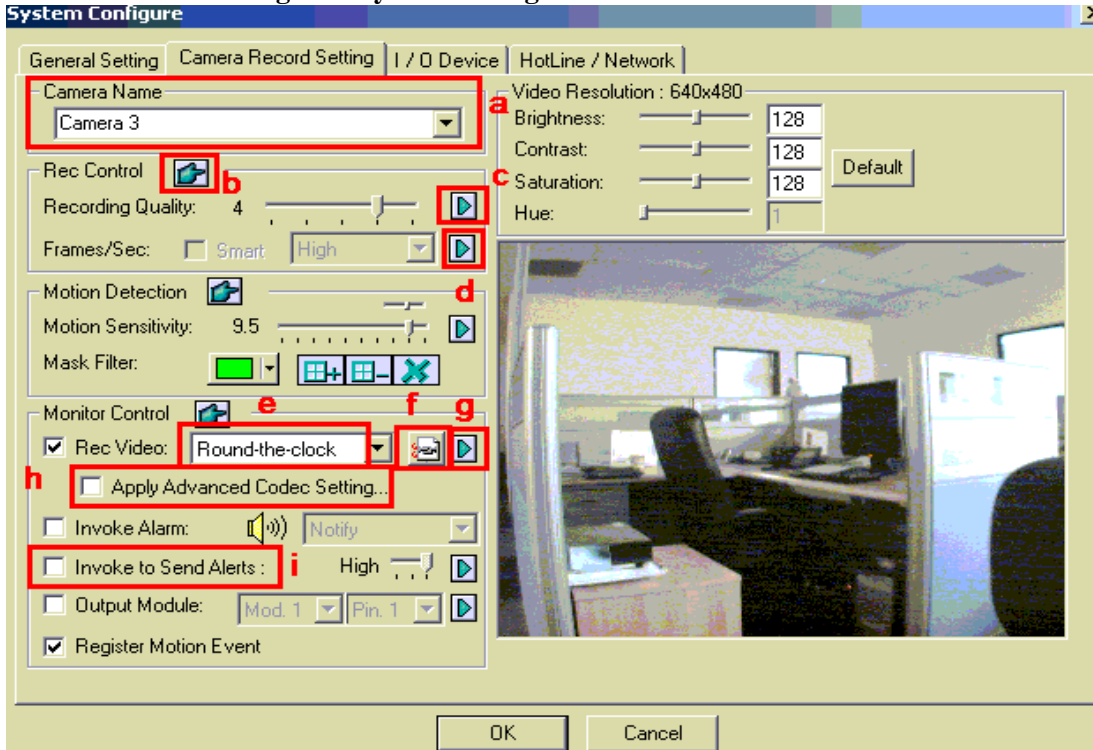 System Configure
General Setting Camera Record Setting I / O Device HotLine / Network
Camera Name
Camera 3
a
Rec Control
b
Recording Quality: 4
c
Frames/Sec: Smart High
Motion Detection
d
Motion Sensitivity: 9.5
Mask Filter:
Monitor Control
e
f
g
Rec Video: Round-the-clock
h
Apply Advanced Codec Setting...
Invoke Alarm: Notify
Invoke to Send Alerts : i High
Output Module: Mod. 1 Pin. 1
Register Motion Event
Video Resolution : 640x480
Brightness: 128
Contrast: 128
Saturation: 128
Hue: 1
Default
OK Cancel